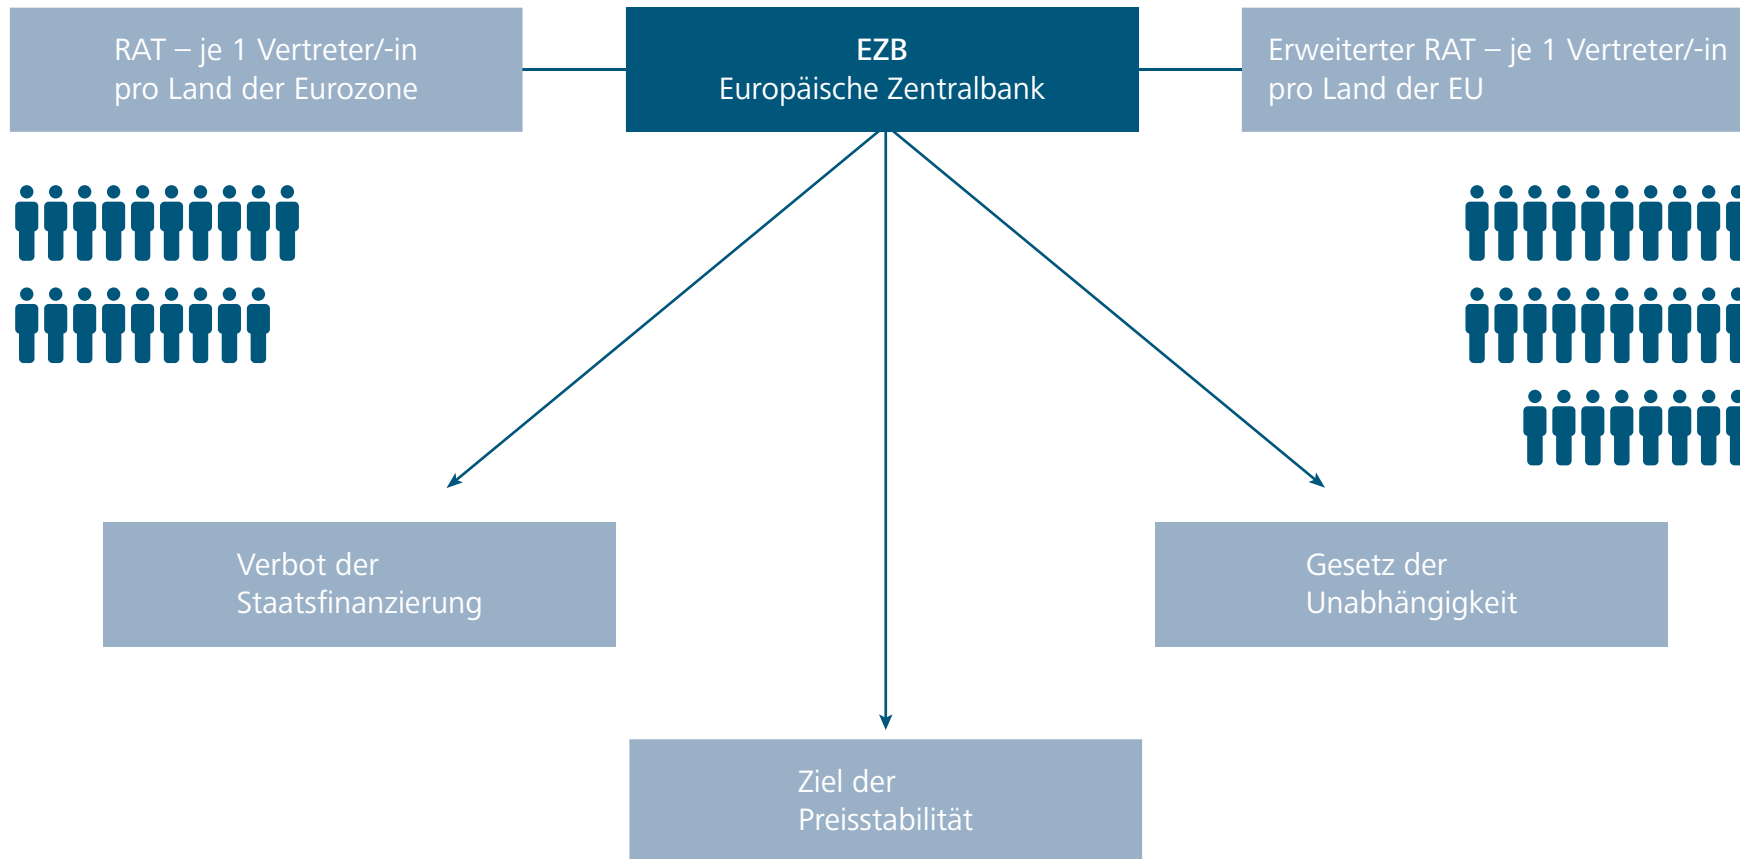 RAT – je 1 Vertreter/-in
pro Land der Eurozone
EZB
Europäische Zentralbank
Erweiterter RAT – je 1 Vertreter/-in
pro Land der EU
Verbot der
Staatsfinanzierung
Gesetz der
Unabhängigkeit
Ziel der
Preisstabilität